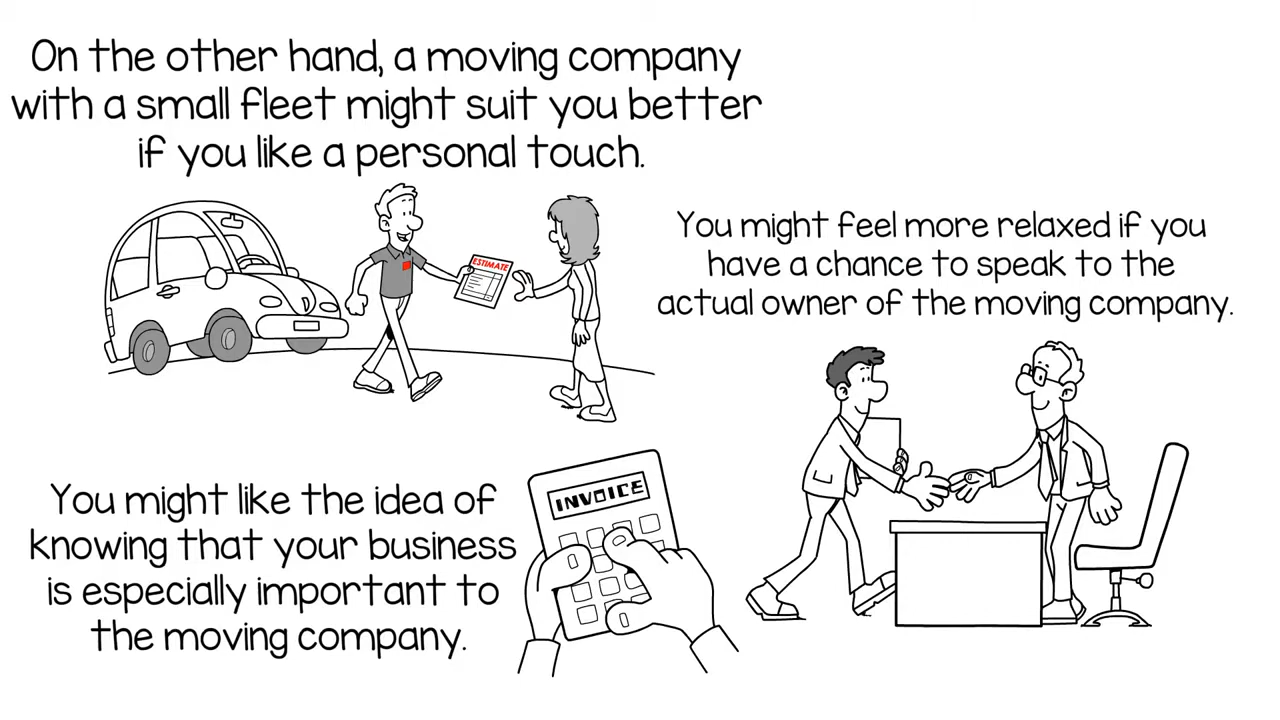 On the other hand, a moving company
with a small fleet might suit you better
if you like a personal touch.
ESTIMATE
You might feel more relaxed if you
have a chance to speak to the
actual owner of the moving company.
You might like the idea of
knowing that your business
is especially important to
the moving company.
INVOICE